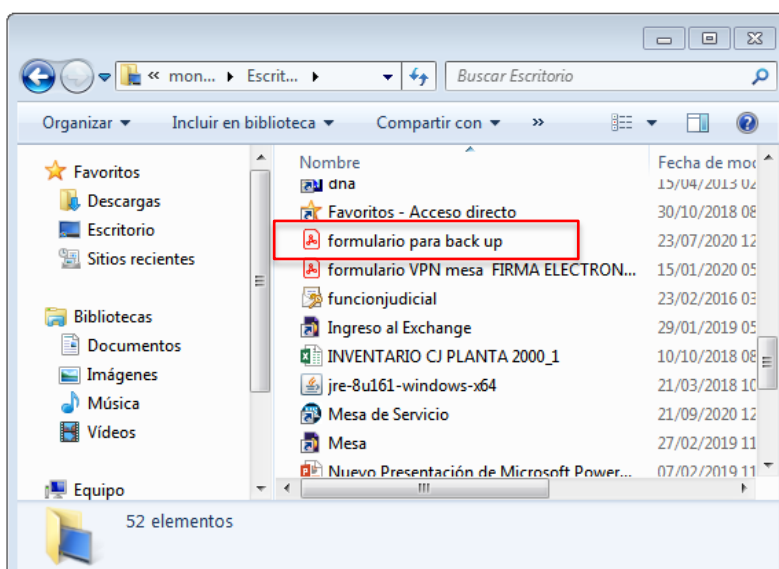 « mon... Escrit... Buscar Escritorio
Organizar Incluir en biblioteca Compartir con »
Favoritos
Descargas
Escritorio
Sitios recientes
Bibliotecas
Documentos
Imágenes
Música
Vídeos
Equipo
Nombre Fecha de moc
dna 15/04/2013 02
Favoritos - Acceso directo 30/10/2018 08
formulario para back up 23/07/2020 12
formulario VPN mesa FIRMA ELECTRON... 15/01/2020 05
funcionjudicial 23/02/2016 03
Ingreso al Exchange 29/01/2019 05
INVENTARIO CJ PLANTA 2000_1 10/10/2018 08
jre-8u161-windows-x64 21/03/2018 10
Mesa de Servicio 21/09/2020 12
Mesa 27/02/2019 11
Nuevo Presentación de Microsoft Power... 07/02/2019 11
52 elementos